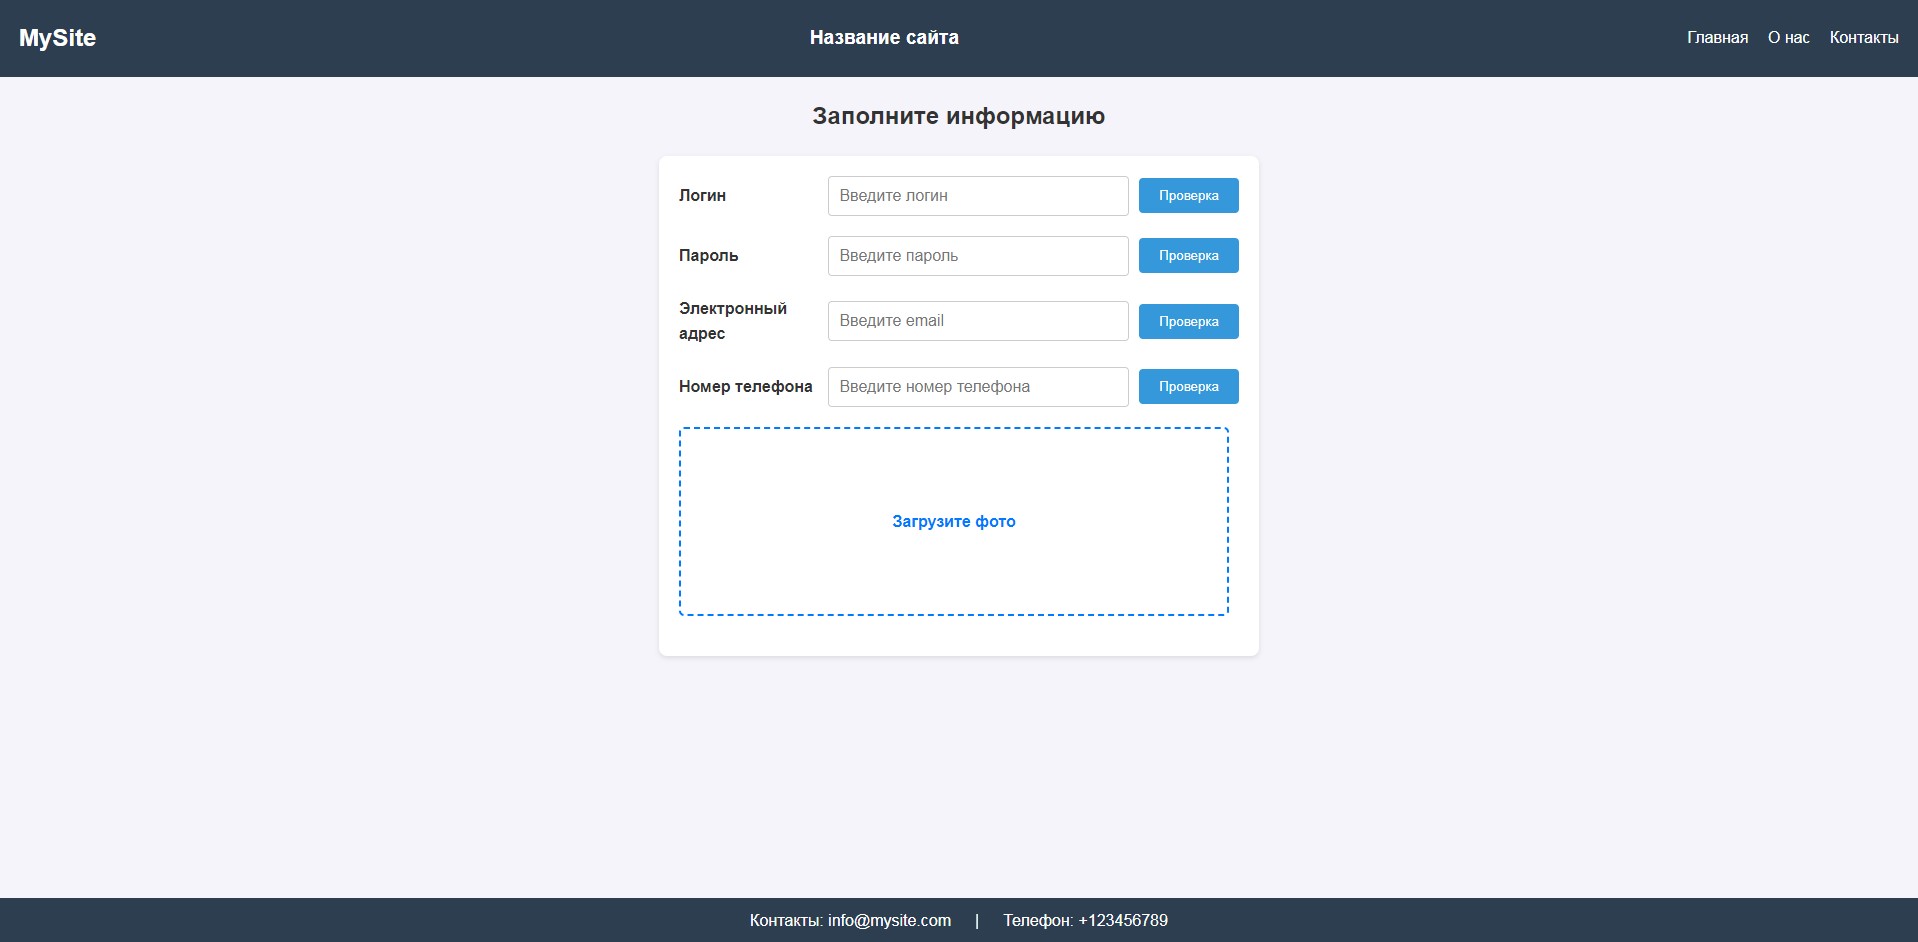 MySite
Название сайта
Главная О нас Контакты
Заполните информацию
Логин Введите логин Проверка
Пароль Введите пароль Проверка
Электронный
адрес
Введите email Проверка
Номер телефона Введите номер телефона Проверка
Загрузите фото
Контакты: info@mysite.com | Телефон: +123456789